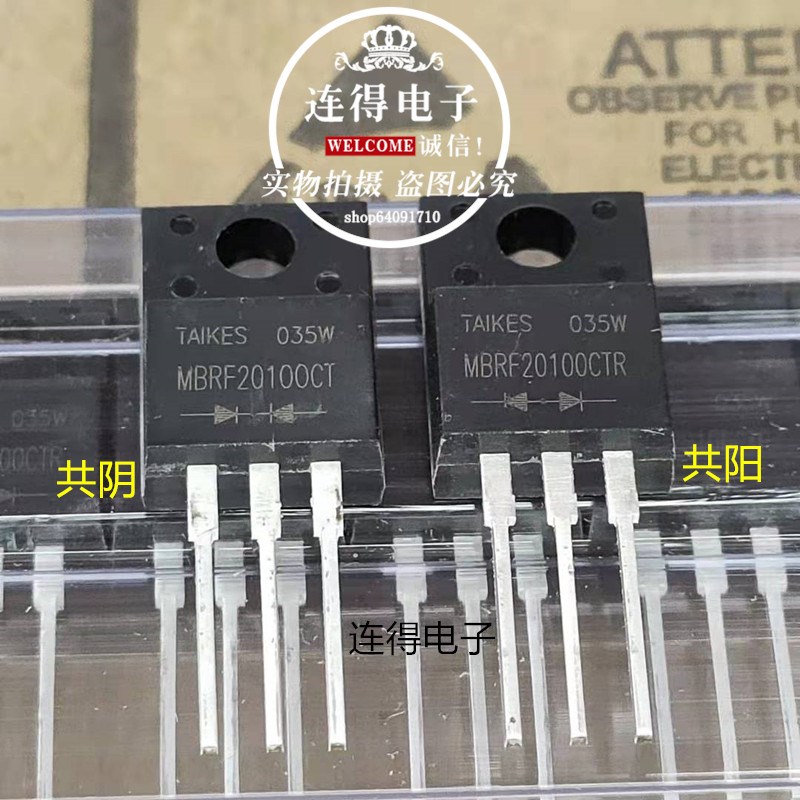 连得电子
WELCOME 诚信!
实物拍摄 盗图必究
shop64091710
ATTE
OBSERVE P
FOR H
ELECT
TAIKES 035W
MBRF20100CT
TAIKES 035W
MBRF20100CTR
035W
00CTR
共阴
共阳
连得电子